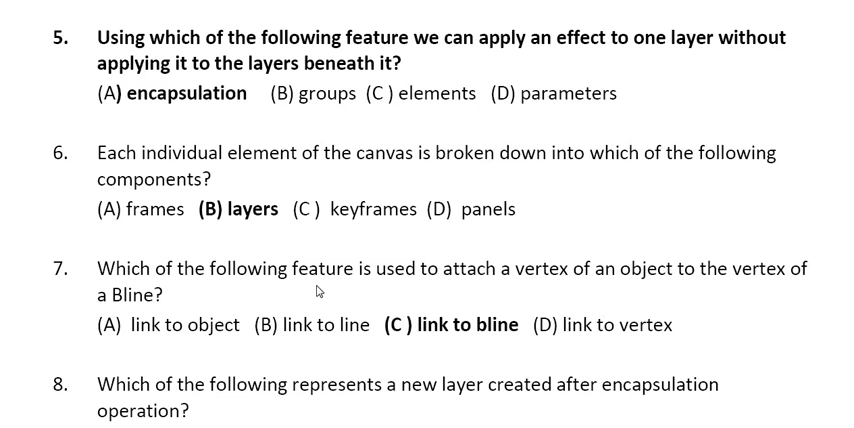 5. Using which of the following feature we can apply an effect to one layer without
applying it to the layers beneath it?
(A) encapsulation (B) groups (C ) elements (D) parameters
6. Each individual element of the canvas is broken down into which of the following
components?
(A) frames (B) layers (C ) keyframes (D) panels
7. Which of the following feature is used to attach a vertex of an object to the vertex of
a Bline?
(A) link to object (B) link to line (C ) link to bline (D) link to vertex
8. Which of the following represents a new layer created after encapsulation
operation?